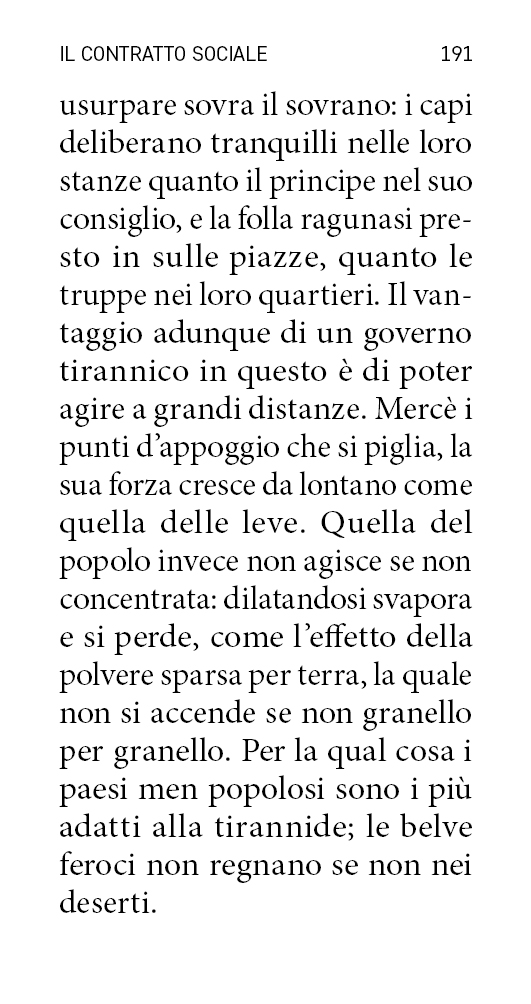 IL CONTRATTO SOCIALE 191
usurpare sovra il sovrano: i capi
deliberano tranquilli nelle loro
stanze quanto il principe nel suo
consiglio, e la folla ragunasi pre-
sto in sulle piazze, quanto le
truppe nei loro quartieri. Il van-
taggio adunque di un governo
tirannico in questo è di poter
agire a grandi distanze. Mercè i
punti d’appoggio che si piglia, la
sua forza cresce da lontano come
quella delle leve. Quella del
popolo invece non agisce se non
concentrata: dilatandosi svapora
e si perde, come l’effetto della
polvere sparsa per terra, la quale
non si accende se non granello
per granello. Per la qual cosa i
paesi men popolosi sono i più
adatti alla tirannide; le belve
feroci non regnano se non nei
deserti.